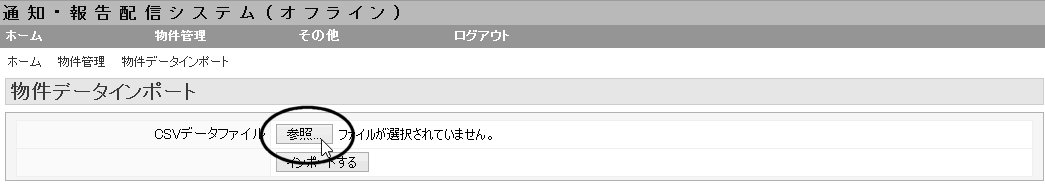 通知・報告配信システム(オフライン)
ホーム 物件管理 その他 ログアウト
ホーム 物件管理 物件データインポート
物件データインポート
CSVデータファイル 参照... ファイルが選択されていません。
インポートする